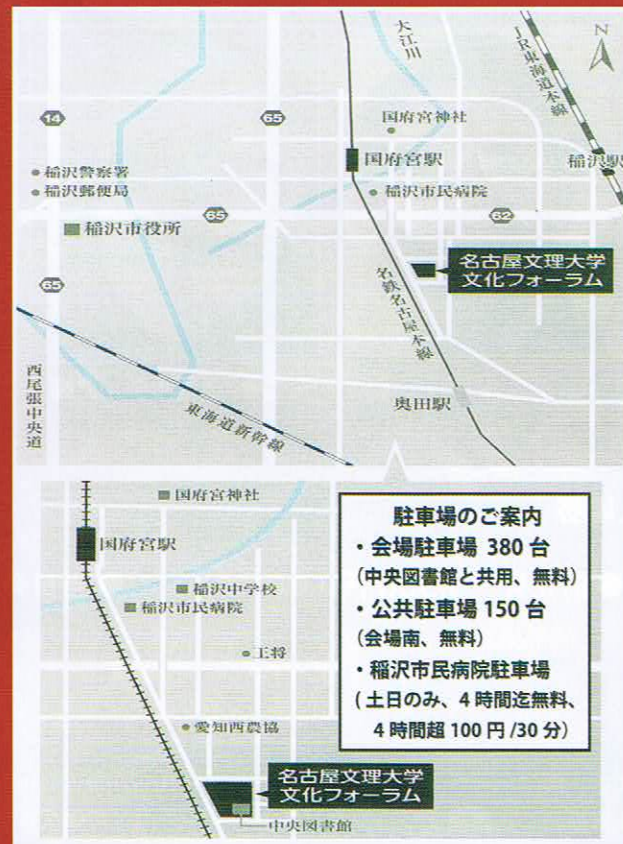 N
大江川
JR東海道本線
14
65
国府宮神社
稲沢警察署
稲沢郵便局
国府宮駅
稲沢駅
稲沢市民病院
65
62
稲沢市役所
名古屋文理大学
文化フォーラム
65
名鉄名古屋本線
西尾張中央道
東海道新幹線
奥田駅
国府宮神社
国府宮駅
稲沢中学校
稲沢市民病院
王将
愛知西農協
名古屋文理大学
文化フォーラム
中央図書館
駐車場のご案内
・会場駐車場 380台
(中央図書館と共用、無料)
・公共駐車場 150台
(会場南、無料)
・稲沢市民病院駐車場
(土日のみ、4時間迄無料、
4時間超 100円/30分)